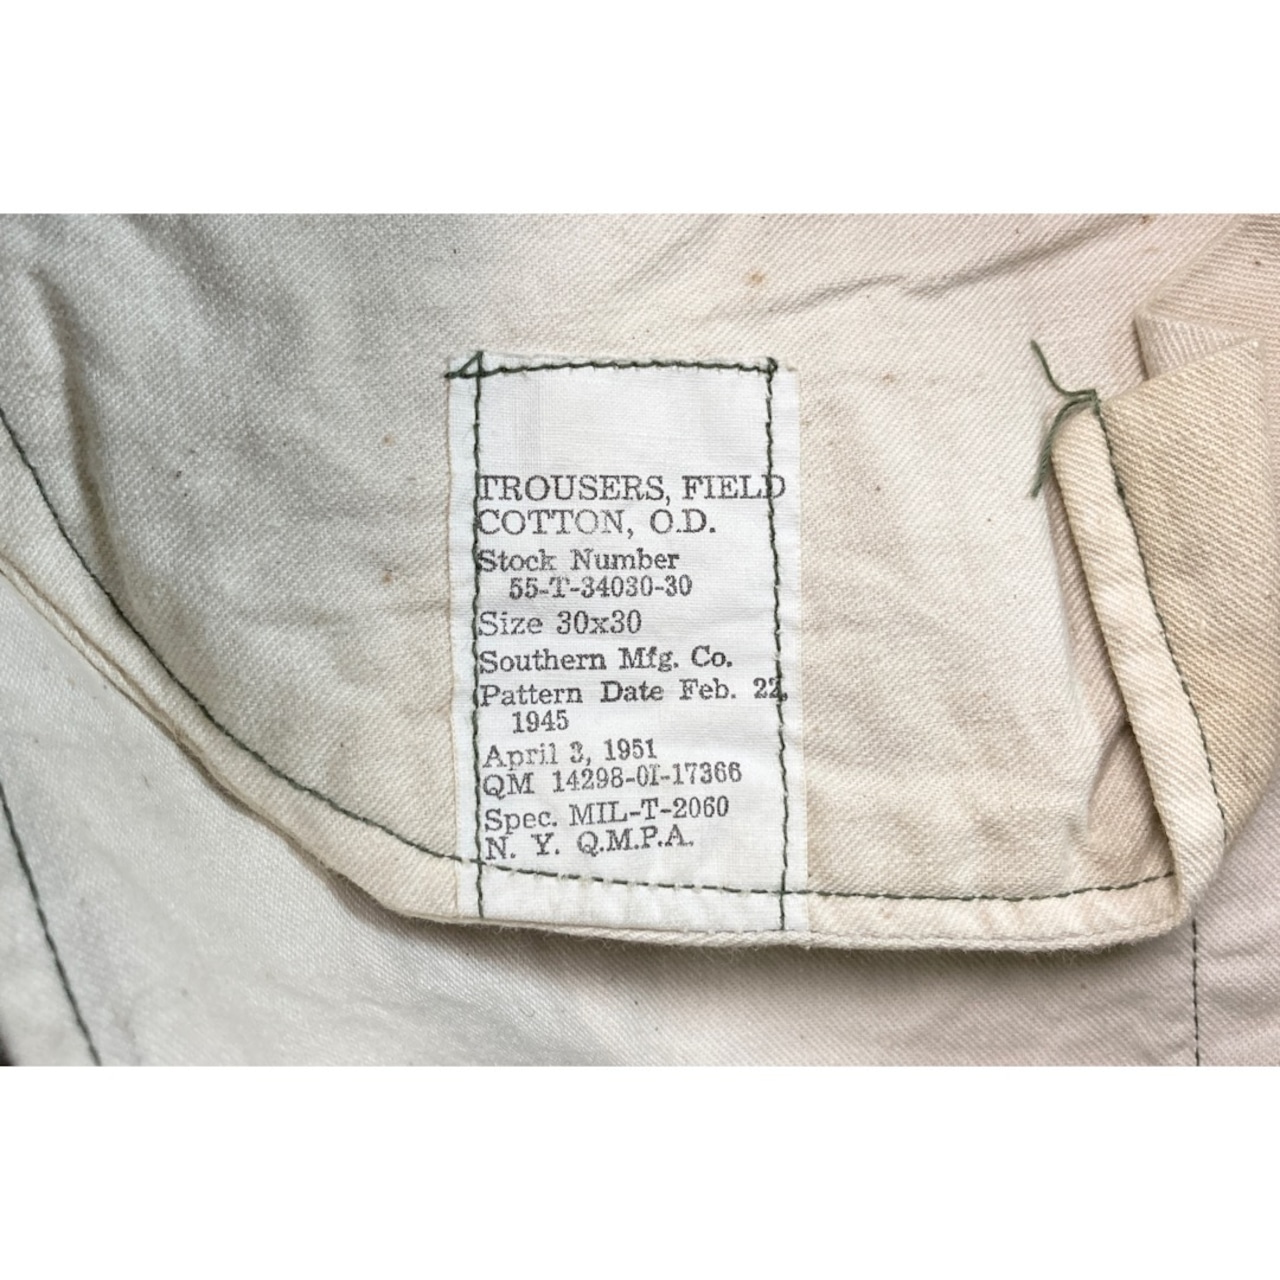 TROUSERS, FIELD
COTTON, O.D.
Stock Number
55-T-34030-30
Size 30x30
Southern Mfg. Co.
Pattern Date Feb. 22,
1945
April 3, 1951
QM 14298-OI-17366
Spec. MIL-T-2060
N. Y. Q.M.P.A.